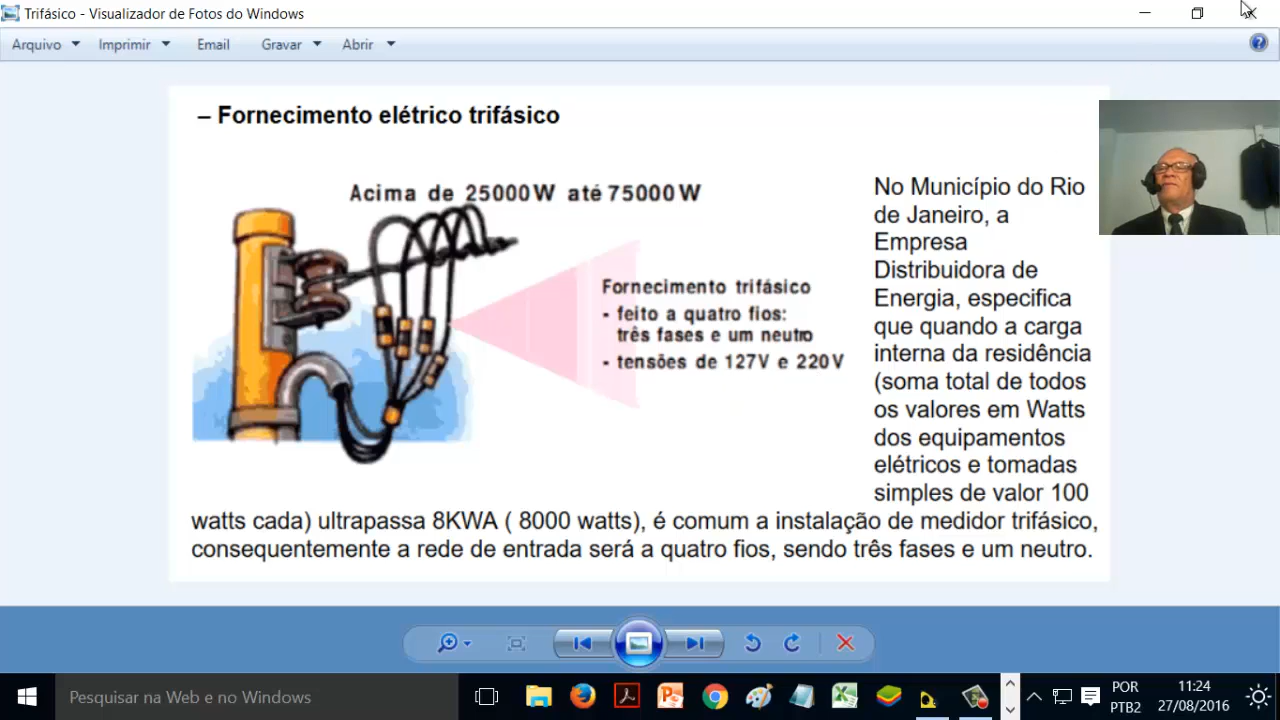 Trifásico - Visualizador de Fotos do Windows
Arquivo
Imprimir
Email
Gravar
Abrir
– Fornecimento elétrico trifásico
Acima de 25000W até 75000W
Fornecimento trifásico
- feito a quatro fios:
três fases e um neutro
- tensões de 127V e 220V
No Município do Rio
de Janeiro, a
Empresa
Distribuidora de
Energia, especifica
que quando a carga
interna da residência
(soma total de todos
os valores em Watts
dos equipamentos
elétricos e tomadas
simples de valor 100
watts cada) ultrapassa 8KWA ( 8000 watts), é comum a instalação de medidor trifásico,
consequentemente a rede de entrada será a quatro fios, sendo três fases e um neutro.
Pesquisar na Web e no Windows
POR
PTB2
11:24
27/08/2016